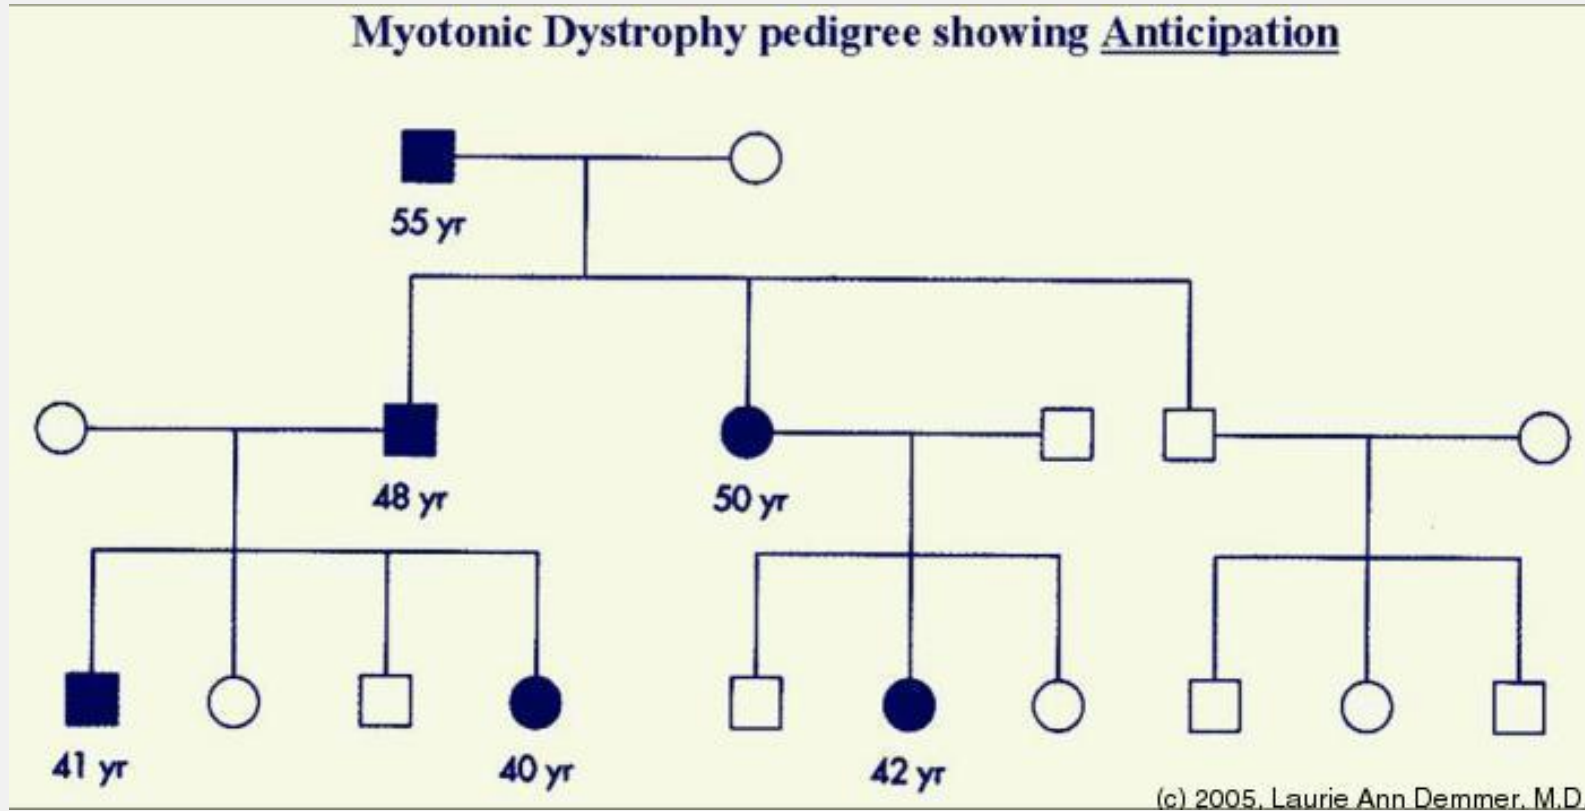 Myotonic Dystrophy pedigree showing Anticipation
55 yr
48 yr
50 yr
41 yr
40 yr
42 yr
(c) 2005, Laurie Ann Demmer, M.D